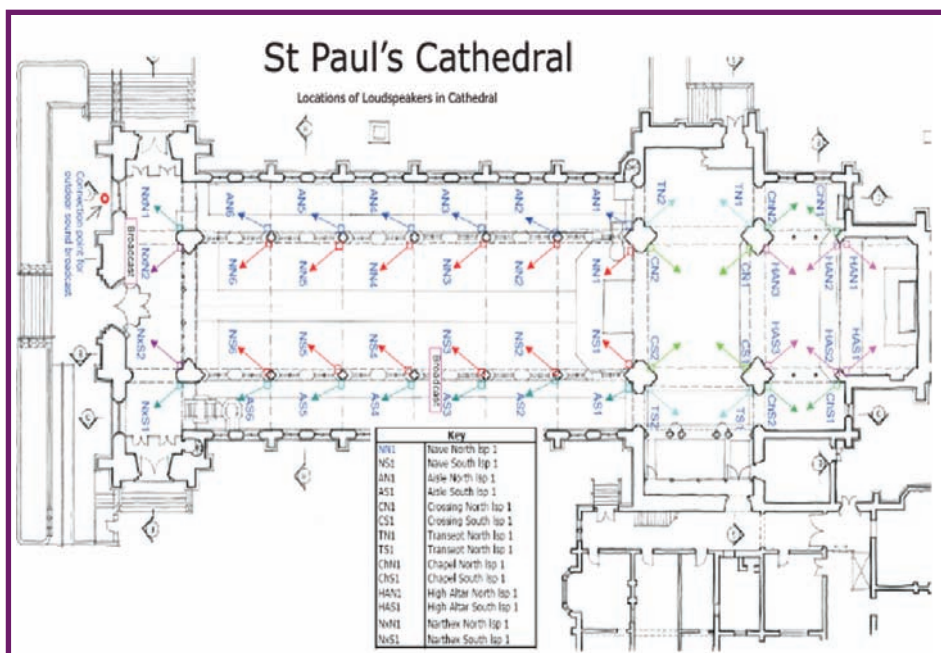 St Paul's Cathedral
Locations of Loudspeakers in Cathedral
Connection point for
outdoor sound broadcast
Broadcast
NxN1
NxN2
NxS2
NxS1
AN6
AN5
AN4
AN3
AN2
AN1
TN2
TN1
ChN2
ChN1
NN6
NN5
NN4
NN3
NN2
NN1
CN2
CN1
HAN3
HAN2
HAN1
NS6
NS5
NS4
NS3
NS2
NS1
CS2
CS1
HAS3
HAS2
HAS1
Broadcast
AS6
AS5
AS4
AS3
AS2
AS1
TS2
TS1
ChS2
ChS1
Key
NN1 Nave North lsp 1
NS1 Nave South lsp 1
AN1 Aisle North lsp 1
AS1 Aisle South lsp 1
CN1 Crossing North lsp 1
CS1 Crossing South lsp 1
TN1 Transept North lsp 1
TS1 Transept North lsp 1
ChN1 Chapel North lsp 1
ChS1 Chapel South lsp 1
HAN1 High Altar North lsp 1
HAS1 High Altar South lsp 1
NxN1 Narthex North lsp 1
NxS1 Narthex South lsp 1